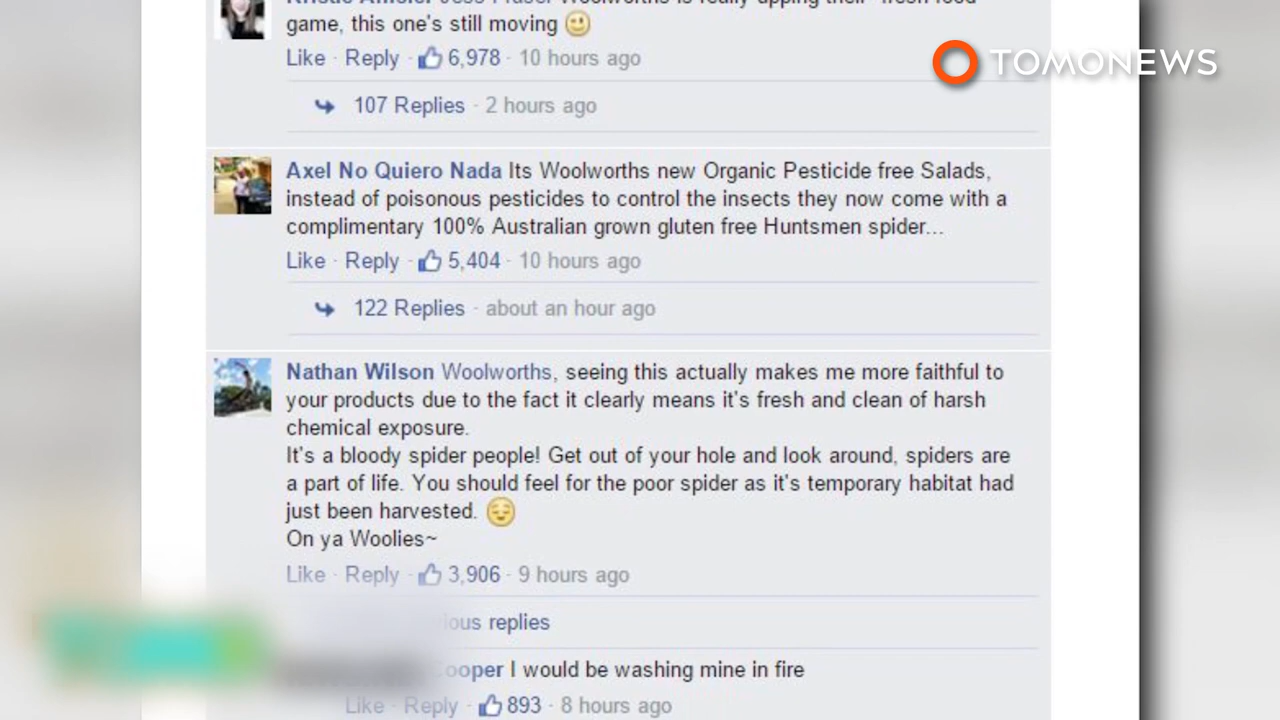 game, this one's still moving
Like · Reply · 6,978 · 10 hours ago
TOMONEWS
107 Replies · 2 hours ago
Axel No Quiero Nada Its Woolworths new Organic Pesticide free Salads,
instead of poisonous pesticides to control the insects they now come with a
complimentary 100% Australian grown gluten free Huntsmen spider...
Like · Reply · 5,404 · 10 hours ago
122 Replies · about an hour ago
Nathan Wilson Woolworths, seeing this actually makes me more faithful to
your products due to the fact it clearly means it's fresh and clean of harsh
chemical exposure.
It's a bloody spider people! Get out of your hole and look around, spiders are
a part of life. You should feel for the poor spider as it's temporary habitat had
just been harvested.
On ya Woolies~
Like · Reply · 3,906 · 9 hours ago
replies
I would be washing mine in fire
Like · Reply · 893 · 8 hours ago